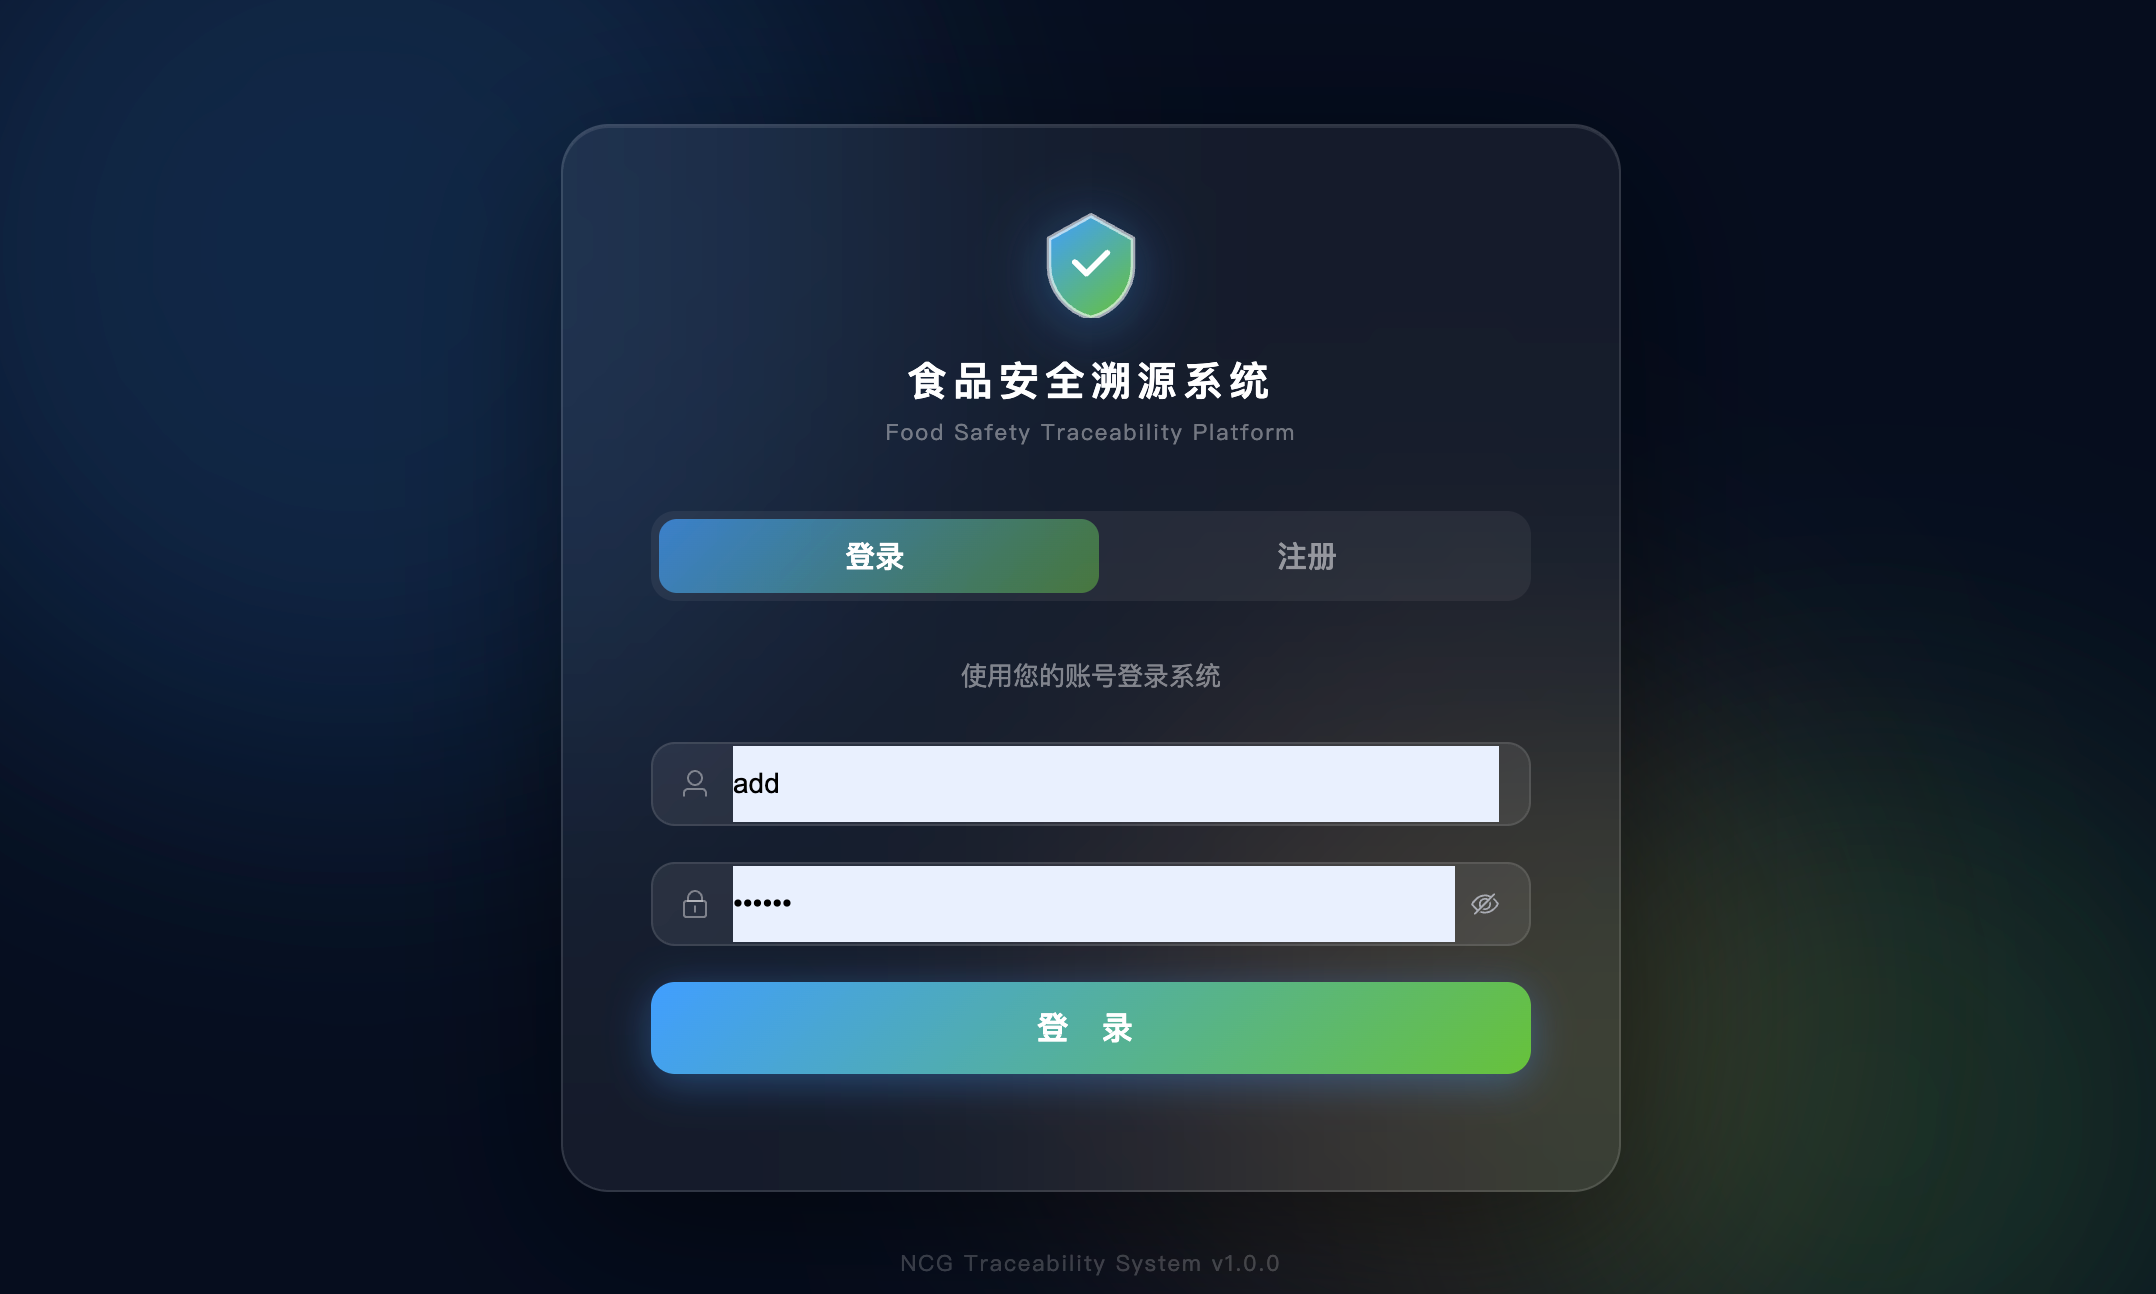 食品安全溯源系统
Food Safety Traceability Platform
登录 注册
使用您的账号登录系统
add
••••••
登 录
NCG Traceability System v1.0.0